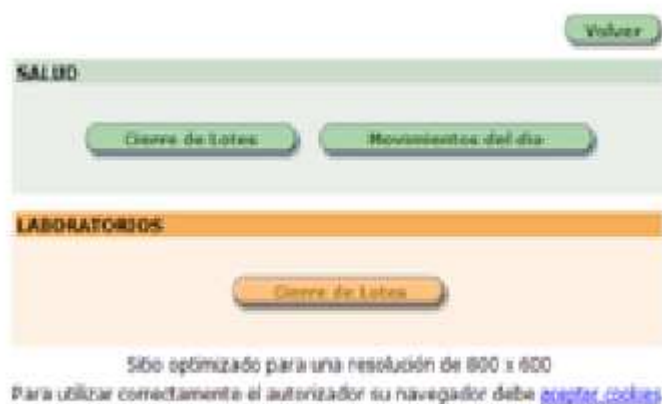 Volver
SALUD
Cierre de Lotes Movimientos del dia
LABORATORIOS
Cierre de Lotes
Sitio optimizado para una resolución de 800 x 600
Para utilizar correctamente el autorizador su navegador debe aceptar cookies